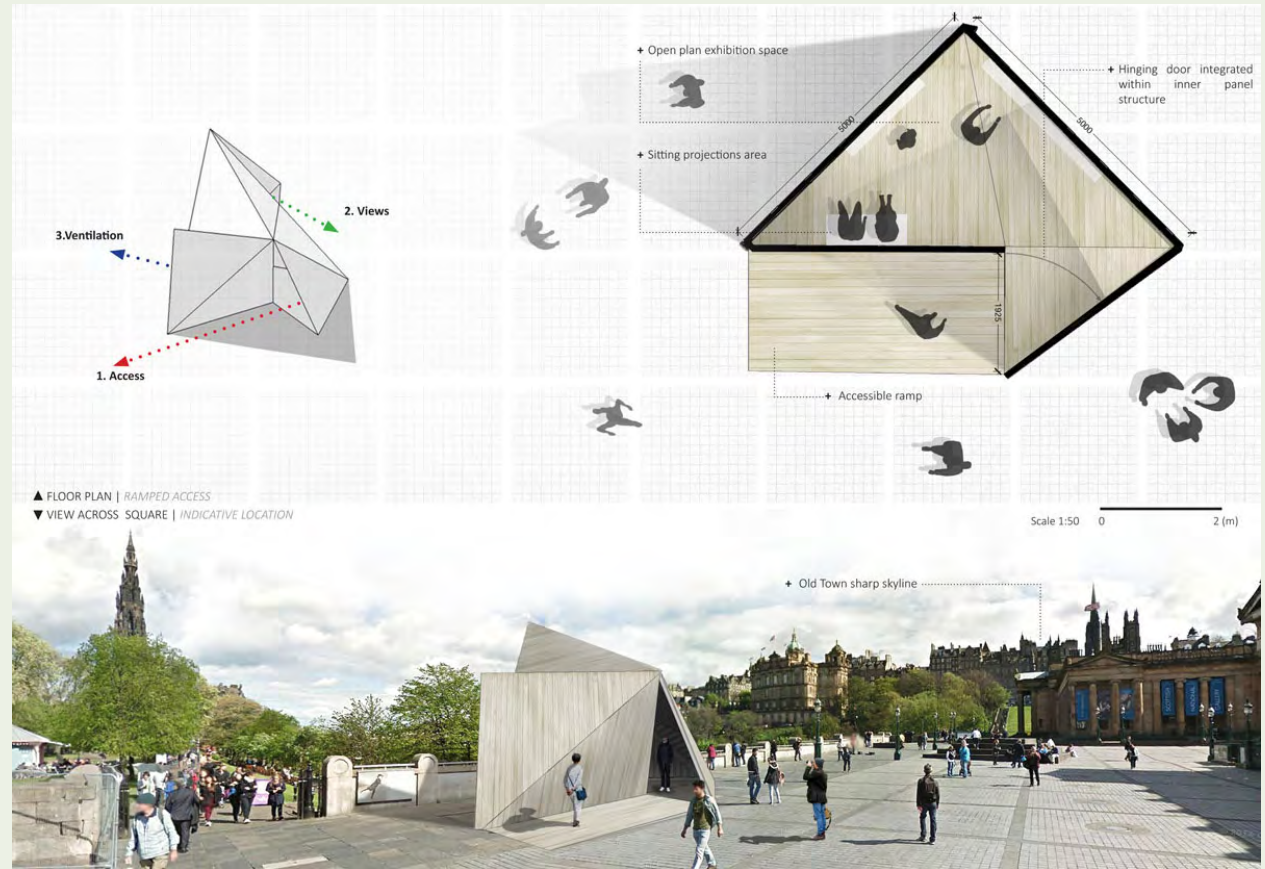 + Open plan exhibition space
+ Hinging door integrated
within inner panel
structure
5000
5000
+ Sitting projections area
2. Views
3.Ventilation
1925
1. Access
+ Accessible ramp
▲ FLOOR PLAN | RAMPED ACCESS
▼ VIEW ACROSS SQUARE | INDICATIVE LOCATION
Scale 1:50 0 2 (m)
+ Old Town sharp skyline